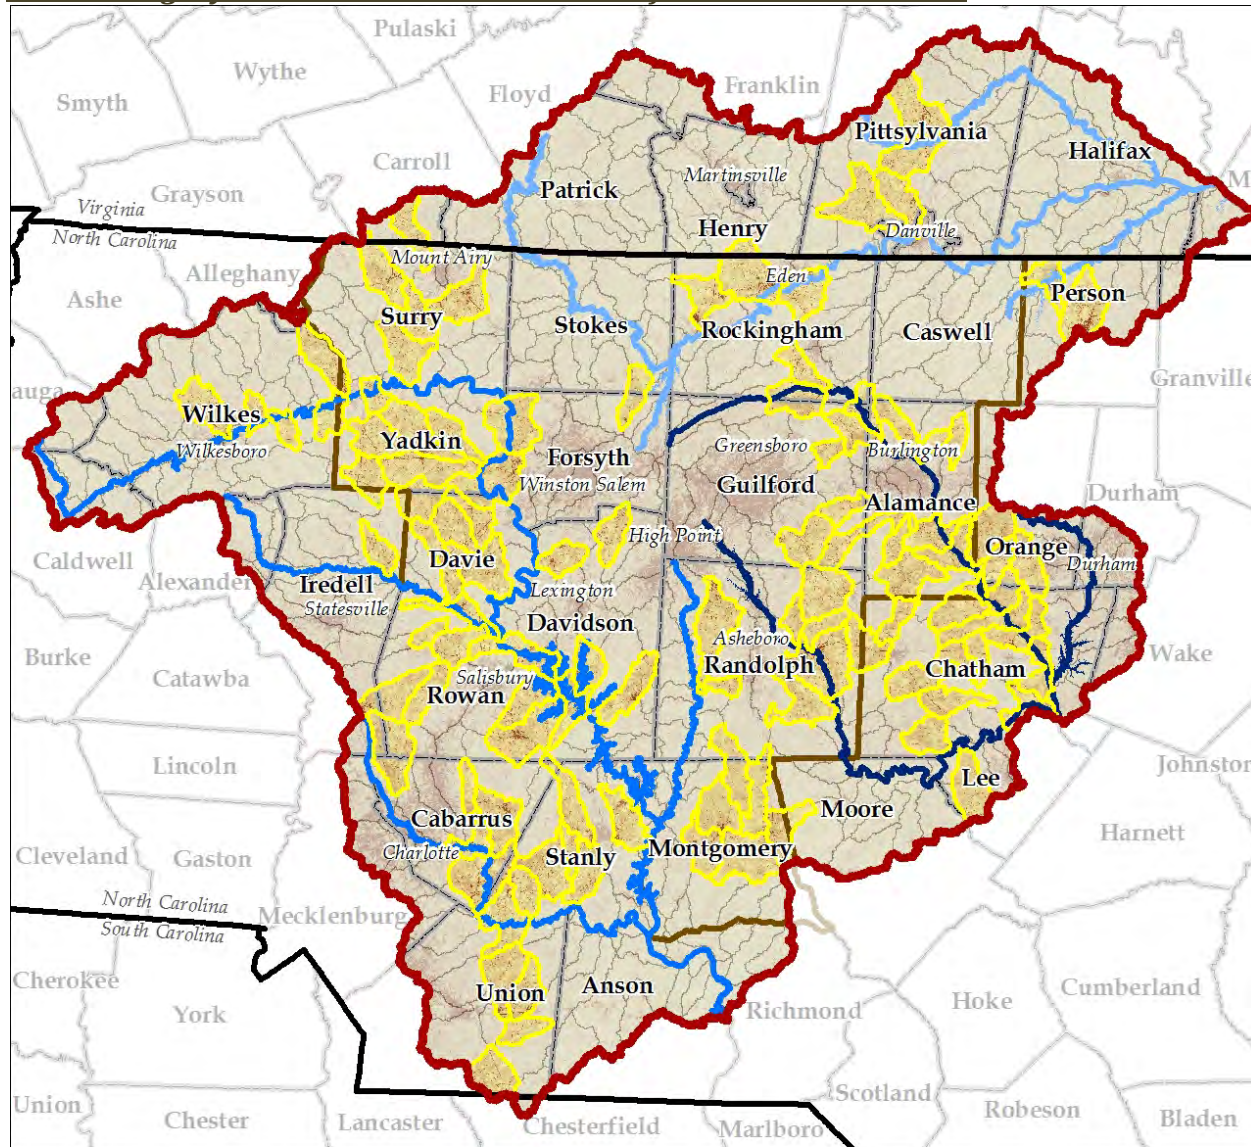 Pulaski
Wythe
Franklin
Floyd
Smyth
Pittsylvania
Halifax
Carroll
Patrick
Martinsville
Grayson
Virginia
North Carolina
Henry
Danville
Mount Airy
Alleghany
Eden
Ashe
Person
Surry
Stokes
Rockingham
Caswell
Granville
Wilkes
Yadkin
Greensboro
Burlington
Wilkesboro
Forsyth
Winston Salem
Guilford
Durham
Alamance
High Point
Orange
Durham
Caldwell
Alexander
Davie
Iredell
Statesville
Lexington
Davidson
Asheboro
Randolph
Chatham
Wake
Burke
Catawba
Salisbury
Rowan
Lincoln
Lee
Moore
Cabarrus
Harnett
Cleveland
Gaston
Charlotte
Stanly
Montgomery
North Carolina
South Carolina
Mecklenburg
Cherokee
York
Union
Anson
Richmond
Hoke
Cumberland
Scotland
Union
Chester
Lancaster
Chesterfield
Marlboro
Robeson
Bladen